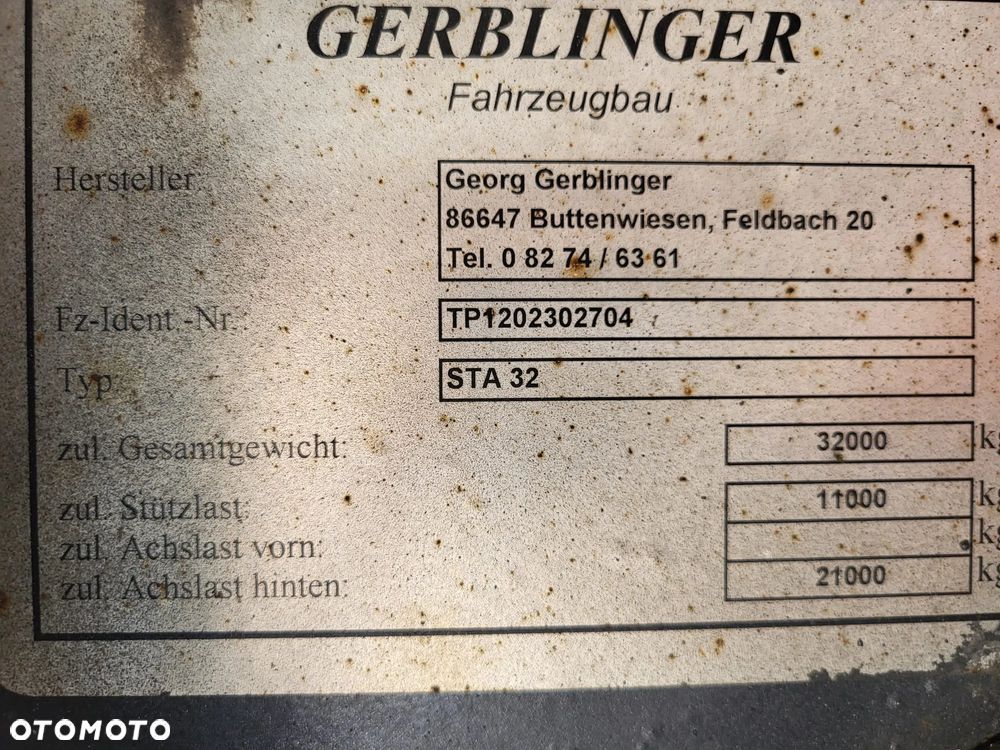 GERBLINGER
Fahrzeugbau
Hersteller:
Georg Gerblinger
86647 Buttenwiesen, Feldbach 20
Tel. 0 82 74 / 63 61
Fz-Ident.-Nr.:
TP1202302704
Typ:
STA 32
zul. Gesamtgewicht: 32000 kg
zul. Stützlast: 11000 kg
zul. Achslast vorn: kg
zul. Achslast hinten: 21000 kg
OTOMOTO